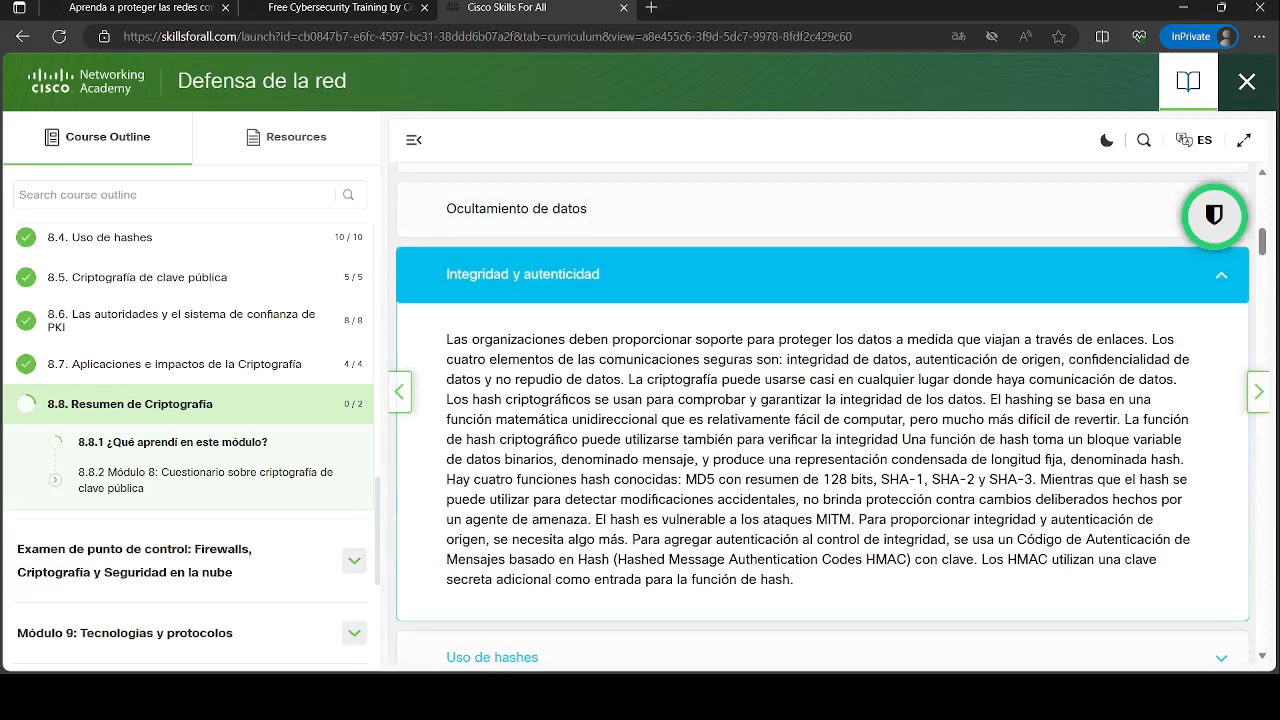 Aprenda a proteger las redes cor
Free Cybersecurity Training by Ci
Cisco Skills For All
https://skillsforall.com/launch?id=cb0847b7-e6fc-4597-bc31-38ddd6b07a2f&tab=curriculum&view=a8e455c6-3f9d-5dc7-9978-8fdf2c429c60
InPrivate
CISCO Networking Academy
Defensa de la red
Course Outline
Resources
ES
Search course outline
8.4. Uso de hashes 10 / 10
8.5. Criptografía de clave pública 5 / 5
8.6. Las autoridades y el sistema de confianza de
PKI 8 / 8
8.7. Aplicaciones e impactos de la Criptografía 4 / 4
8.8. Resumen de Criptografía 0 / 2
8.8.1 ¿Qué aprendí en este módulo?
8.8.2 Módulo 8: Cuestionario sobre criptografía de
clave pública
Examen de punto de control: Firewalls,
Criptografía y Seguridad en la nube
Módulo 9: Tecnologías y protocolos
Ocultamiento de datos
Integridad y autenticidad
Las organizaciones deben proporcionar soporte para proteger los datos a medida que viajan a través de enlaces. Los
cuatro elementos de las comunicaciones seguras son: integridad de datos, autenticación de origen, confidencialidad de
datos y no repudio de datos. La criptografía puede usarse casi en cualquier lugar donde haya comunicación de datos.
Los hash criptográficos se usan para comprobar y garantizar la integridad de los datos. El hashing se basa en una
función matemática unidireccional que es relativamente fácil de computar, pero mucho más difícil de revertir. La función
de hash criptográfico puede utilizarse también para verificar la integridad Una función de hash toma un bloque variable
de datos binarios, denominado mensaje, y produce una representación condensada de longitud fija, denominada hash.
Hay cuatro funciones hash conocidas: MD5 con resumen de 128 bits, SHA-1, SHA-2 y SHA-3. Mientras que el hash se
puede utilizar para detectar modificaciones accidentales, no brinda protección contra cambios deliberados hechos por
un agente de amenaza. El hash es vulnerable a los ataques MITM. Para proporcionar integridad y autenticación de
origen, se necesita algo más. Para agregar autenticación al control de integridad, se usa un Código de Autenticación de
Mensajes basado en Hash (Hashed Message Authentication Codes HMAC) con clave. Los HMAC utilizan una clave
secreta adicional como entrada para la función de hash.
Uso de hashes